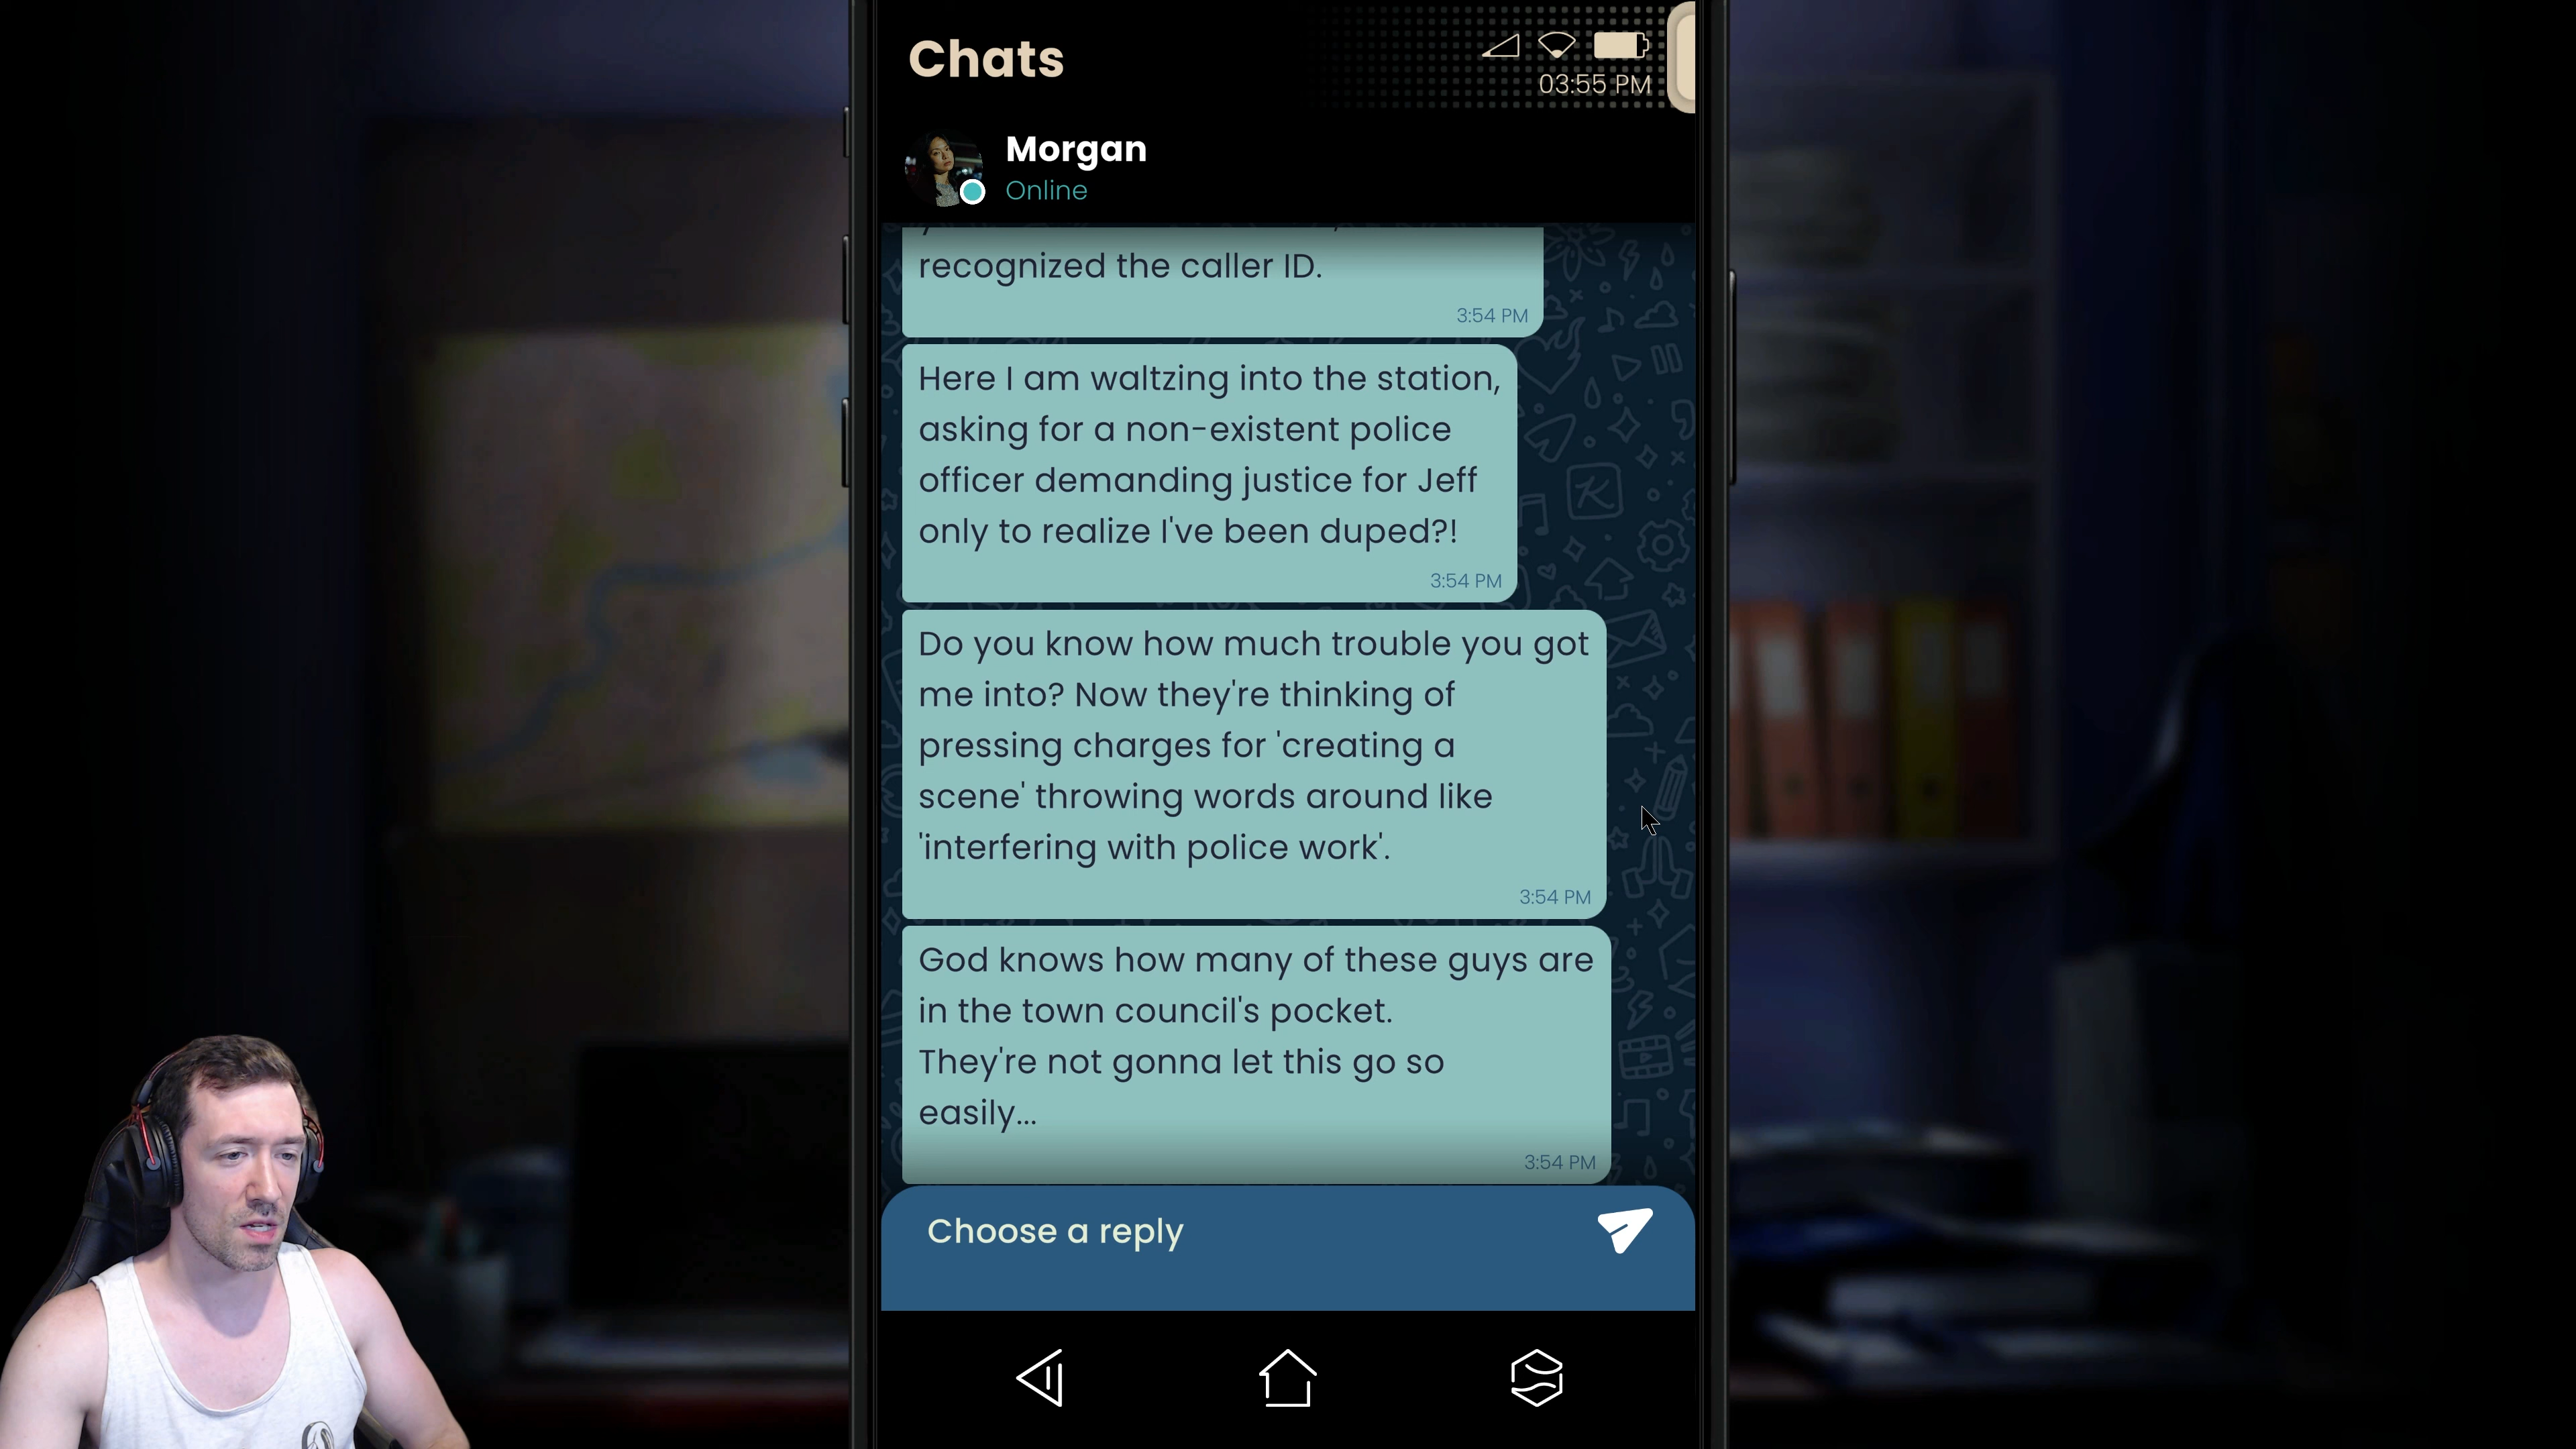 Chats
03:55 PM
Morgan
Online
recognized the caller ID.
3:54 PM
Here I am waltzing into the station,
asking for a non-existent police
officer demanding justice for Jeff
only to realize I've been duped?!
3:54 PM
Do you know how much trouble you got
me into? Now they're thinking of
pressing charges for 'creating a
scene' throwing words around like
'interfering with police work'.
3:54 PM
God knows how many of these guys are
in the town council's pocket.
They're not gonna let this go so
easily...
3:54 PM
Choose a reply